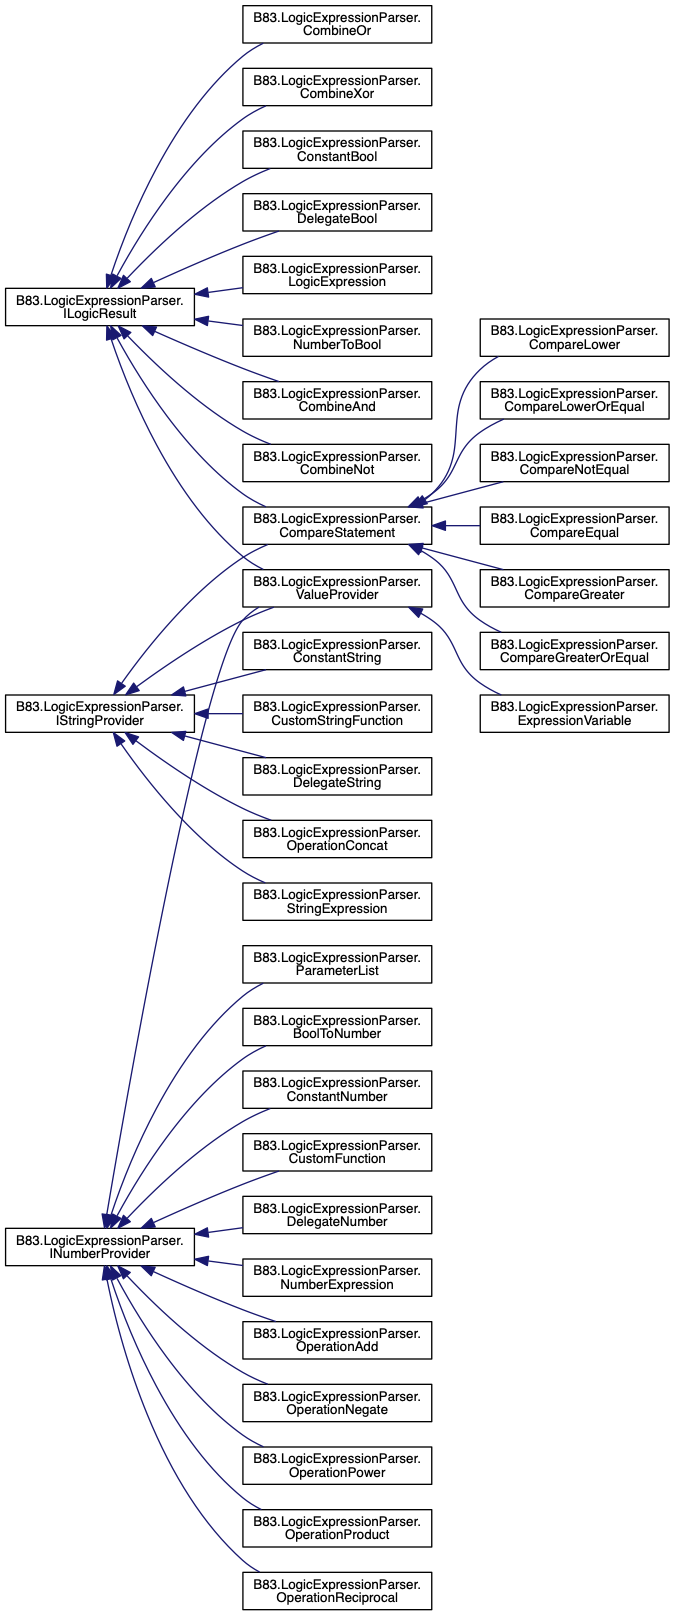 B83.LogicExpressionParser.
CombineOr
B83.LogicExpressionParser.
CombineXor
B83.LogicExpressionParser.
ConstantBool
B83.LogicExpressionParser.
DelegateBool
B83.LogicExpressionParser.
LogicExpression
B83.LogicExpressionParser.
ILogicResult
B83.LogicExpressionParser.
NumberToBool
B83.LogicExpressionParser.
CompareLower
B83.LogicExpressionParser.
CombineAnd
B83.LogicExpressionParser.
CompareLowerOrEqual
B83.LogicExpressionParser.
CombineNot
B83.LogicExpressionParser.
CompareNotEqual
B83.LogicExpressionParser.
CompareStatement
B83.LogicExpressionParser.
CompareEqual
B83.LogicExpressionParser.
ValueProvider
B83.LogicExpressionParser.
CompareGreater
B83.LogicExpressionParser.
ConstantString
B83.LogicExpressionParser.
CompareGreaterOrEqual
B83.LogicExpressionParser.
IStringProvider
B83.LogicExpressionParser.
CustomStringFunction
B83.LogicExpressionParser.
ExpressionVariable
B83.LogicExpressionParser.
DelegateString
B83.LogicExpressionParser.
OperationConcat
B83.LogicExpressionParser.
StringExpression
B83.LogicExpressionParser.
ParameterList
B83.LogicExpressionParser.
BoolToNumber
B83.LogicExpressionParser.
ConstantNumber
B83.LogicExpressionParser.
CustomFunction
B83.LogicExpressionParser.
DelegateNumber
B83.LogicExpressionParser.
INumberProvider
B83.LogicExpressionParser.
NumberExpression
B83.LogicExpressionParser.
OperationAdd
B83.LogicExpressionParser.
OperationNegate
B83.LogicExpressionParser.
OperationPower
B83.LogicExpressionParser.
OperationProduct
B83.LogicExpressionParser.
OperationReciprocal